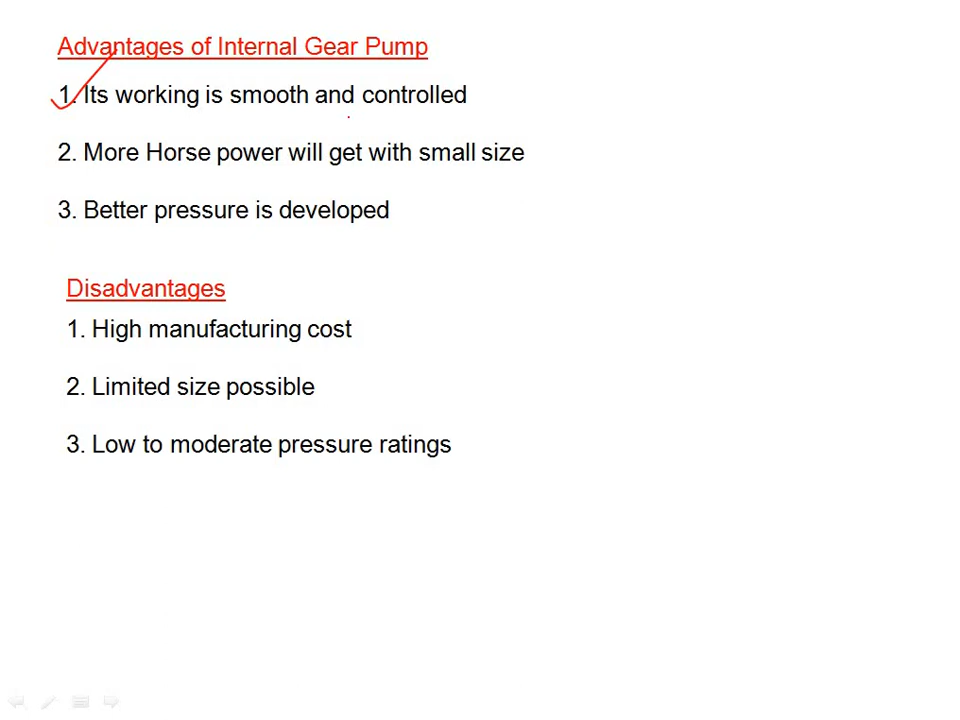 Advantages of Internal Gear Pump
1. Its working is smooth and controlled
2. More Horse power will get with small size
3. Better pressure is developed
Disadvantages
1. High manufacturing cost
2. Limited size possible
3. Low to moderate pressure ratings